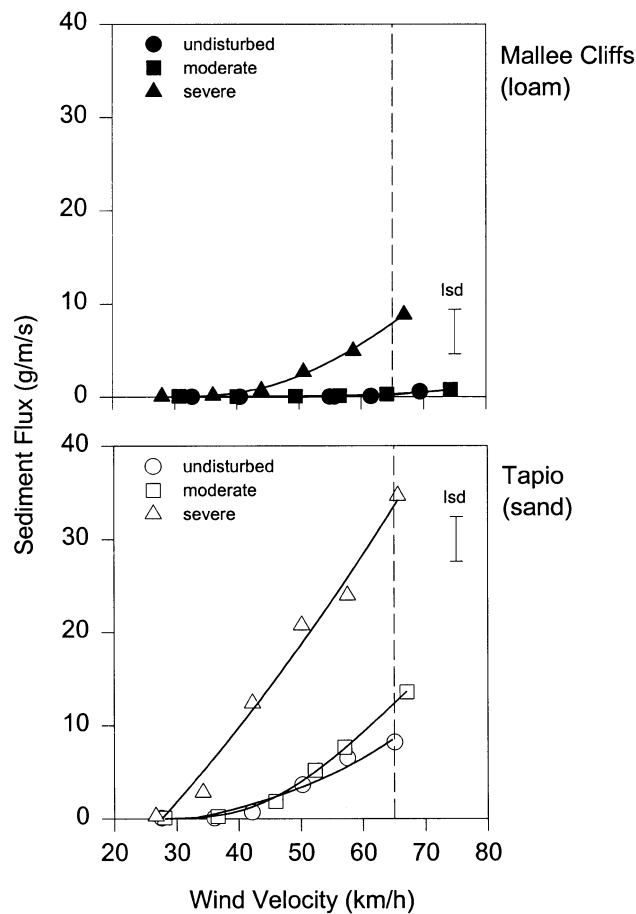 40
30
20
10
0
undisturbed
moderate
severe
Mallee Cliffs
(loam)
lsd
Sediment Flux (g/m/s)
40
30
20
10
0
undisturbed
moderate
severe
Tapio
(sand)
lsd
20 30 40 50 60 70 80
Wind Velocity (km/h)